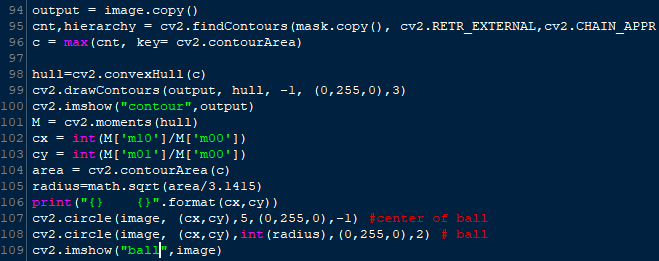 94 output = image.copy()
95 cnt,hierarchy = cv2.findContours(mask.copy(), cv2.RETR_EXTERNAL,cv2.CHAIN_APPR
96 c = max(cnt, key= cv2.contourArea)
97
98 hull=cv2.convexHull(c)
99 cv2.drawContours(output, hull, -1, (0,255,0),3)
100 cv2.imshow("contour",output)
101 M = cv2.moments(hull)
102 cx = int(M['m10']/M['m00'])
103 cy = int(M['m01']/M['m00'])
104 area = cv2.contourArea(c)
105 radius=math.sqrt(area/3.1415)
106 print("{}    {}".format(cx,cy))
107 cv2.circle(image, (cx,cy),5,(0,255,0),-1) #center of ball
108 cv2.circle(image, (cx,cy),int(radius),(0,255,0),2) # ball
109 cv2.imshow("ball",image)